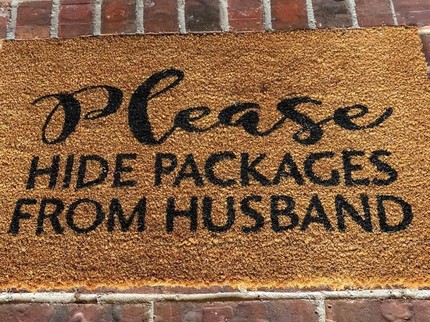 Please
HIDE PACKAGES
FROM HUSBAND